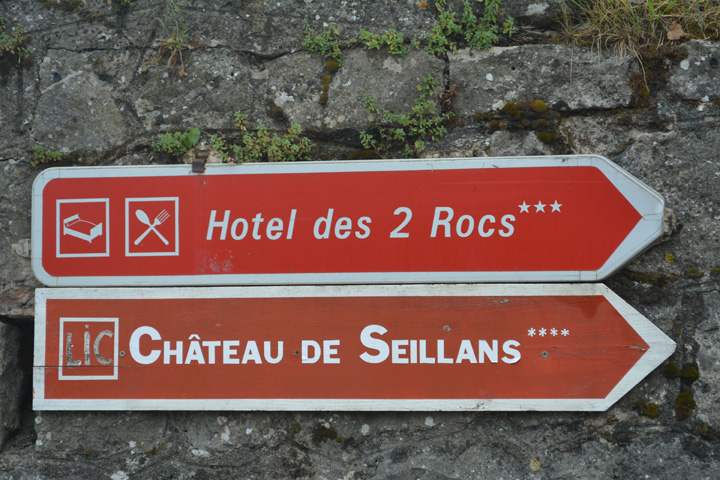 Hotel des 2 Rocs ***
LiC CHÂTEAU DE SEILLANS ****